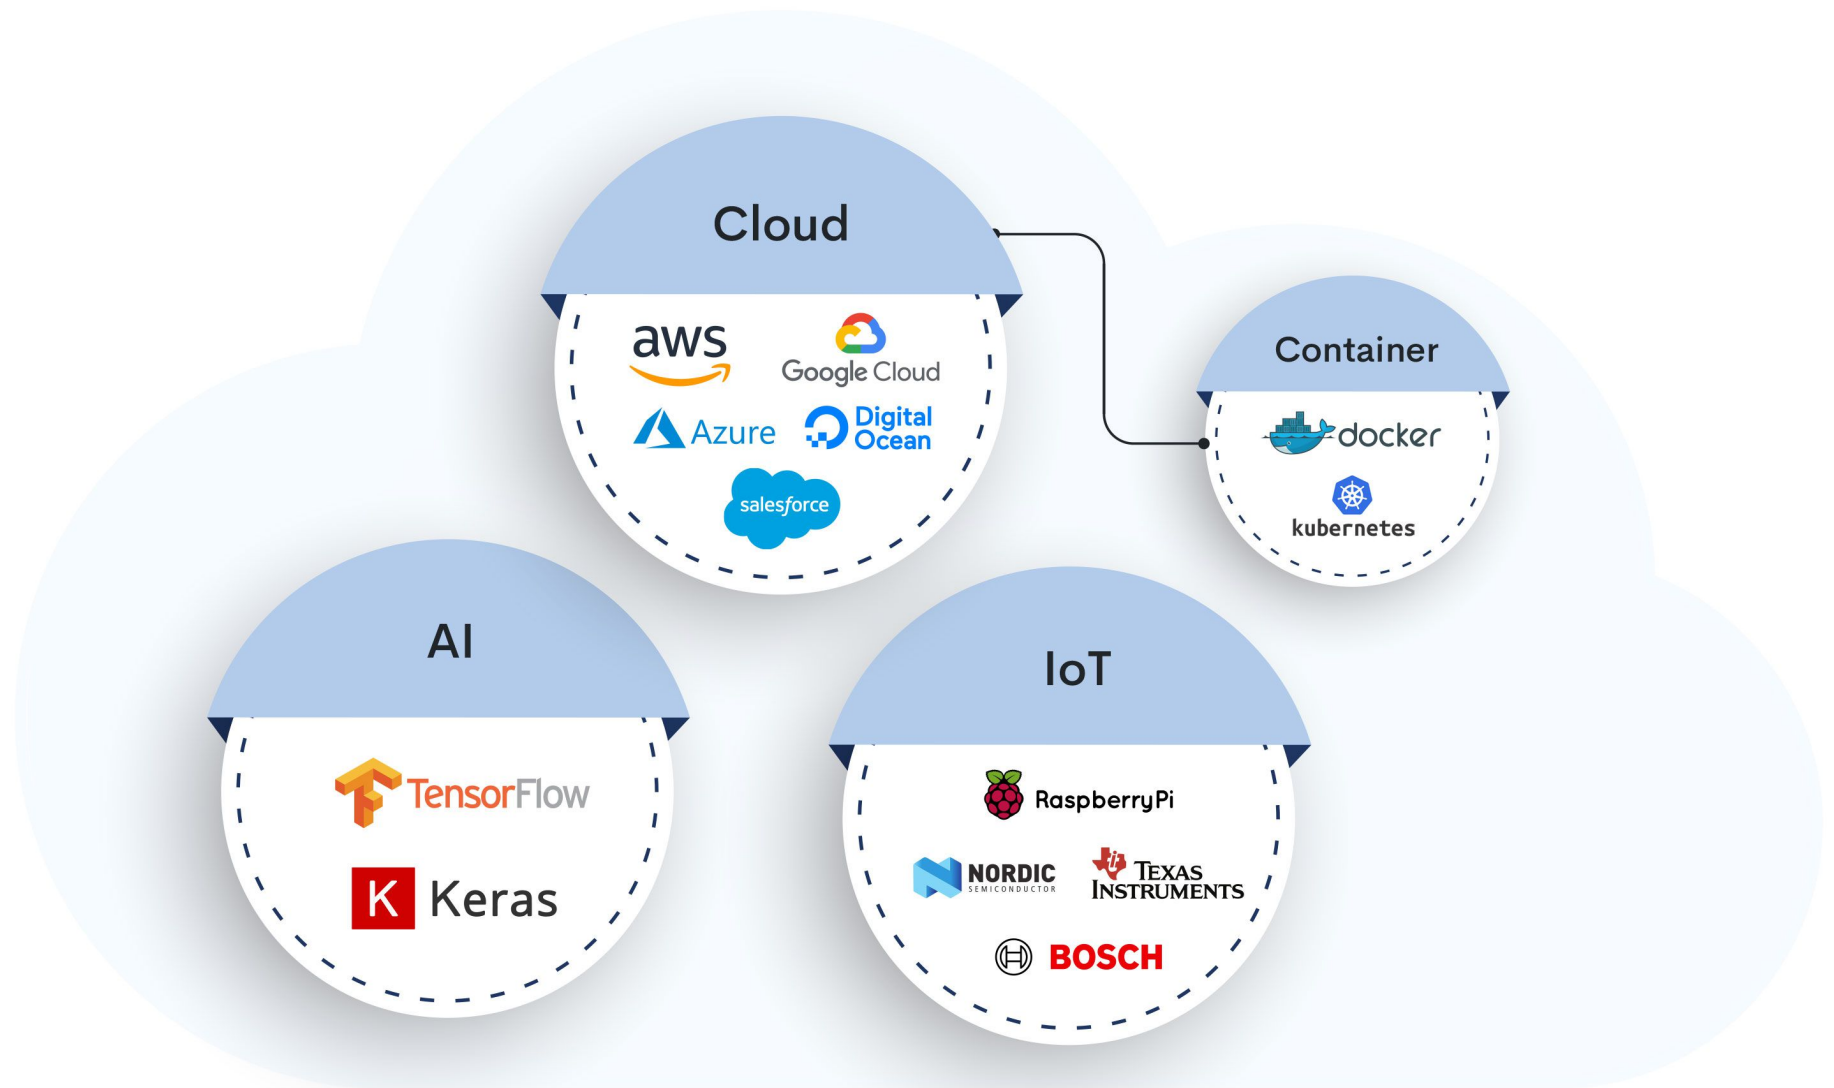 Cloud
aws
Google Cloud
Azure
Digital
Ocean
salesforce
Container
docker
kubernetes
AI
TensorFlow
K Keras
IoT
RaspberryPi
NORDIC
SEMICONDUCTOR
TEXAS
INSTRUMENTS
BOSCH